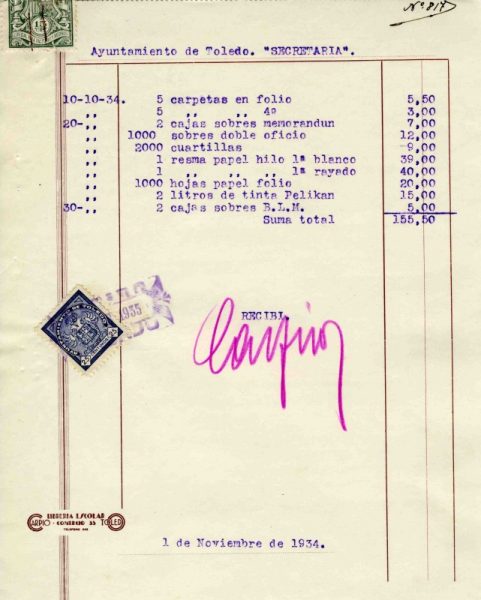 Nº 817
15
Ayuntamiento de Toledo. "SECRETARIA".
10-10-34. 5 carpetas en folio 5,50
5 ,, ,, 4º 3,00
20-,, 2 cajas sobres memorandun 7,00
,, 1000 sobres doble oficio 12,00
,, 2000 cuartillas 9,00
,, 1 resma papel hilo 1ª blanco 39,00
,, 1 ,, ,, ,, 1ª rayado 40,00
,, 1000 hojas papel folio 20,00
,, 2 litros de tinta Pelikan 15,00
30-,, 2 cajas sobres B.L.M. 5,00
Suma total 155,50
1935
RECIBI.
LIBRERIA ESCOLAR
CARPIO - COMERCIO 55 TOLEDO
1 de Noviembre de 1934.